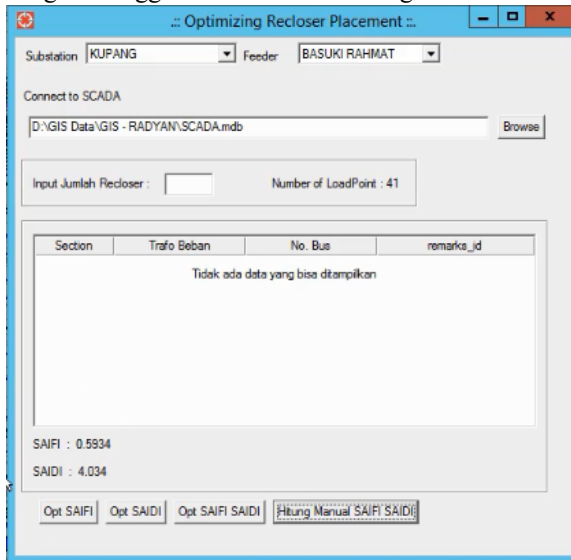 .:: Optimizing Recloser Placement ::.
Substation KUPANG Feeder BASUKI RAHMAT
Connect to SCADA
D:\GIS Data\GIS - RADYAN\SCADA.mdb Browse
Input Jumlah Recloser : Number of LoadPoint : 41
Section Trafo Beban No. Bus remarks_id
Tidak ada data yang bisa ditampilkan
SAIFI : 0.5934
SAIDI : 4.034
Opt SAIFI Opt SAIDI Opt SAIFI SAIDI Hitung Manual SAIFI SAIDI